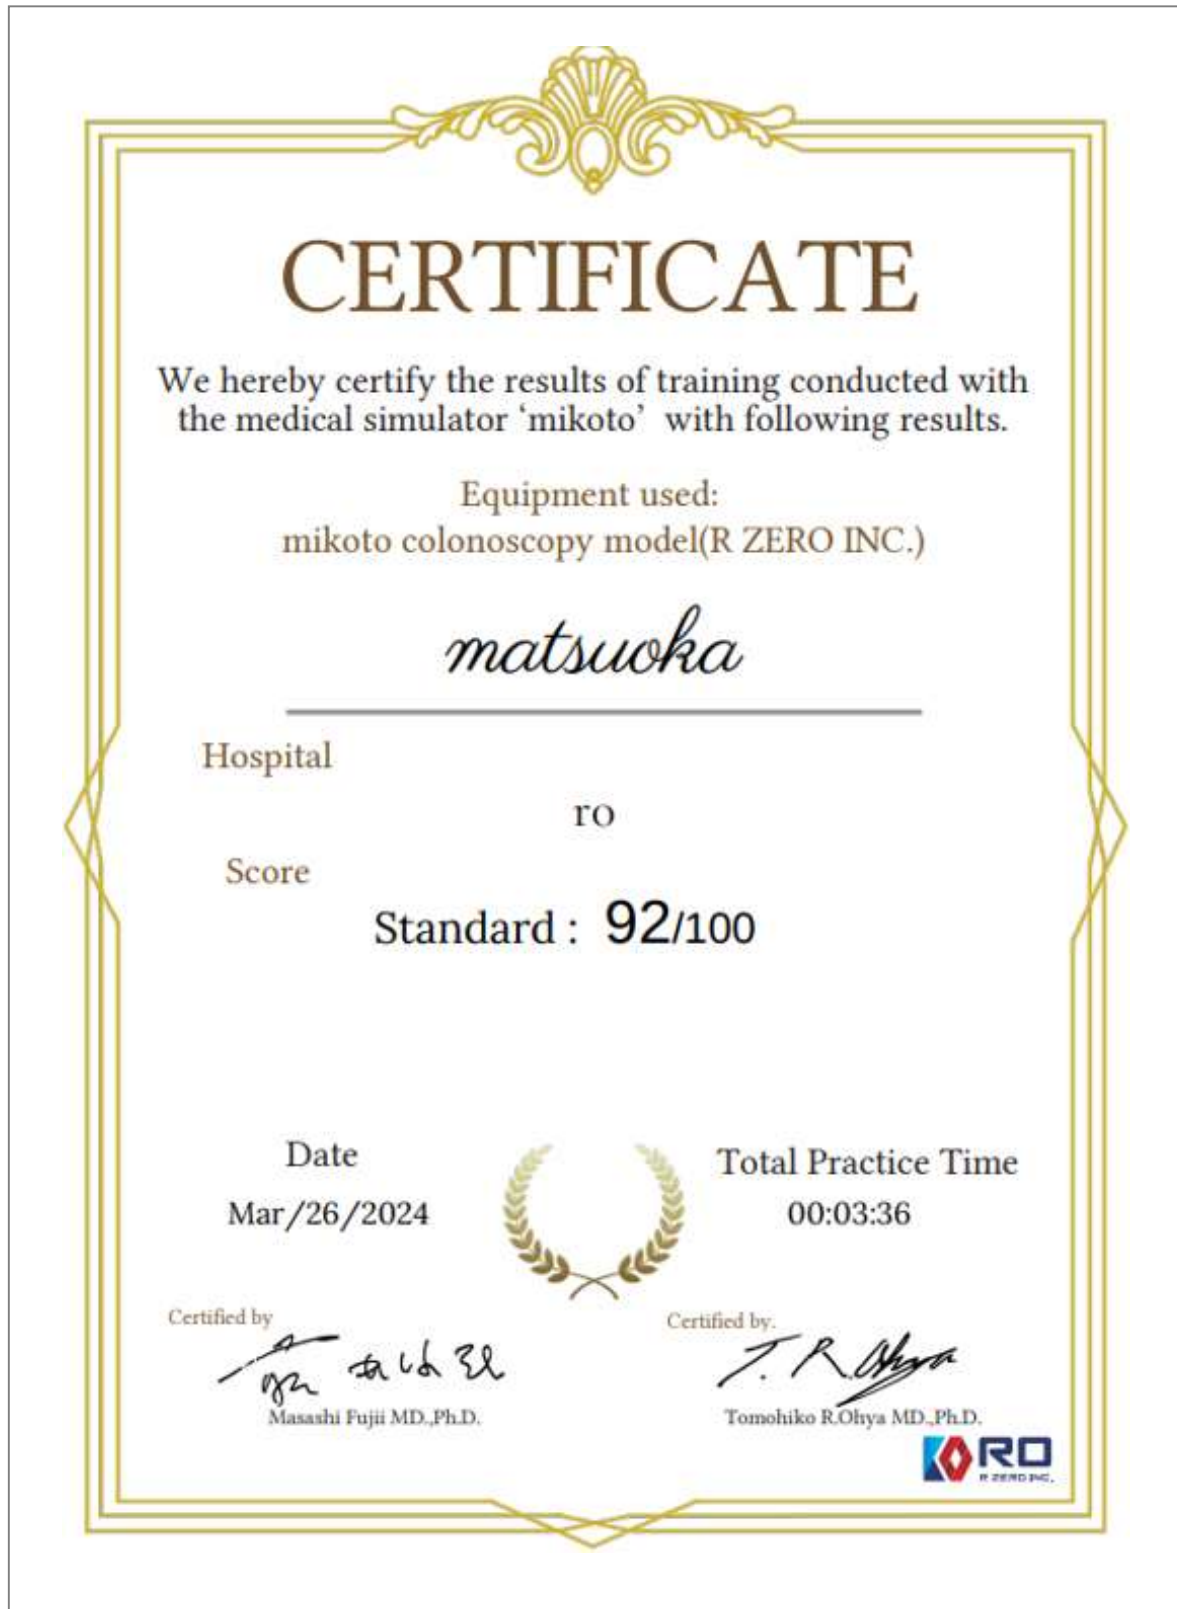 CERTIFICATE
We hereby certify the results of training conducted with
the medical simulator ‘mikoto’ with following results.
Equipment used:
mikoto colonoscopy model(R ZERO INC.)
matsuoka
Hospital
ro
Score
Standard : 92/100
Date
Mar/26/2024
Total Practice Time
00:03:36
Certified by
Masashi Fujii MD.,Ph.D.
Certified by.
T. R. Ohya
Tomohiko R.Ohya MD.,Ph.D.
RO
R ZERO INC.